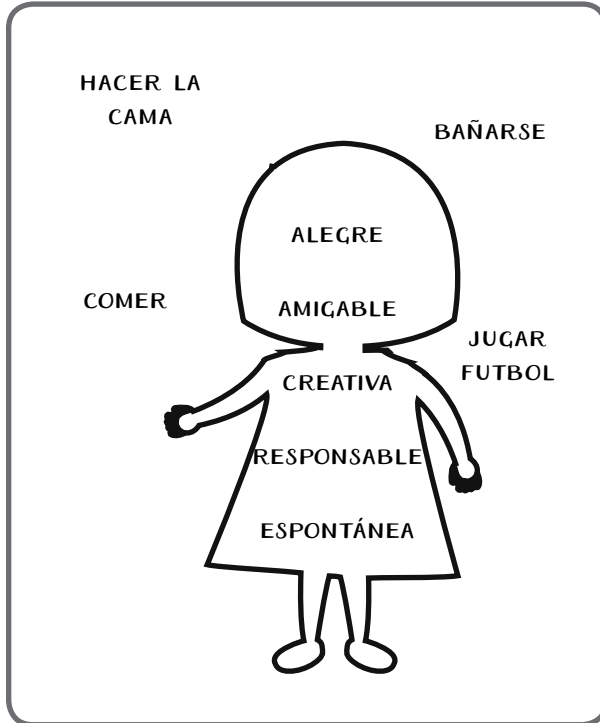 HACER LA
CAMA
BAÑARSE
ALEGRE
COMER
AMIGABLE
JUGAR
FUTBOL
CREATIVA
RESPONSABLE
ESPONTÁNEA